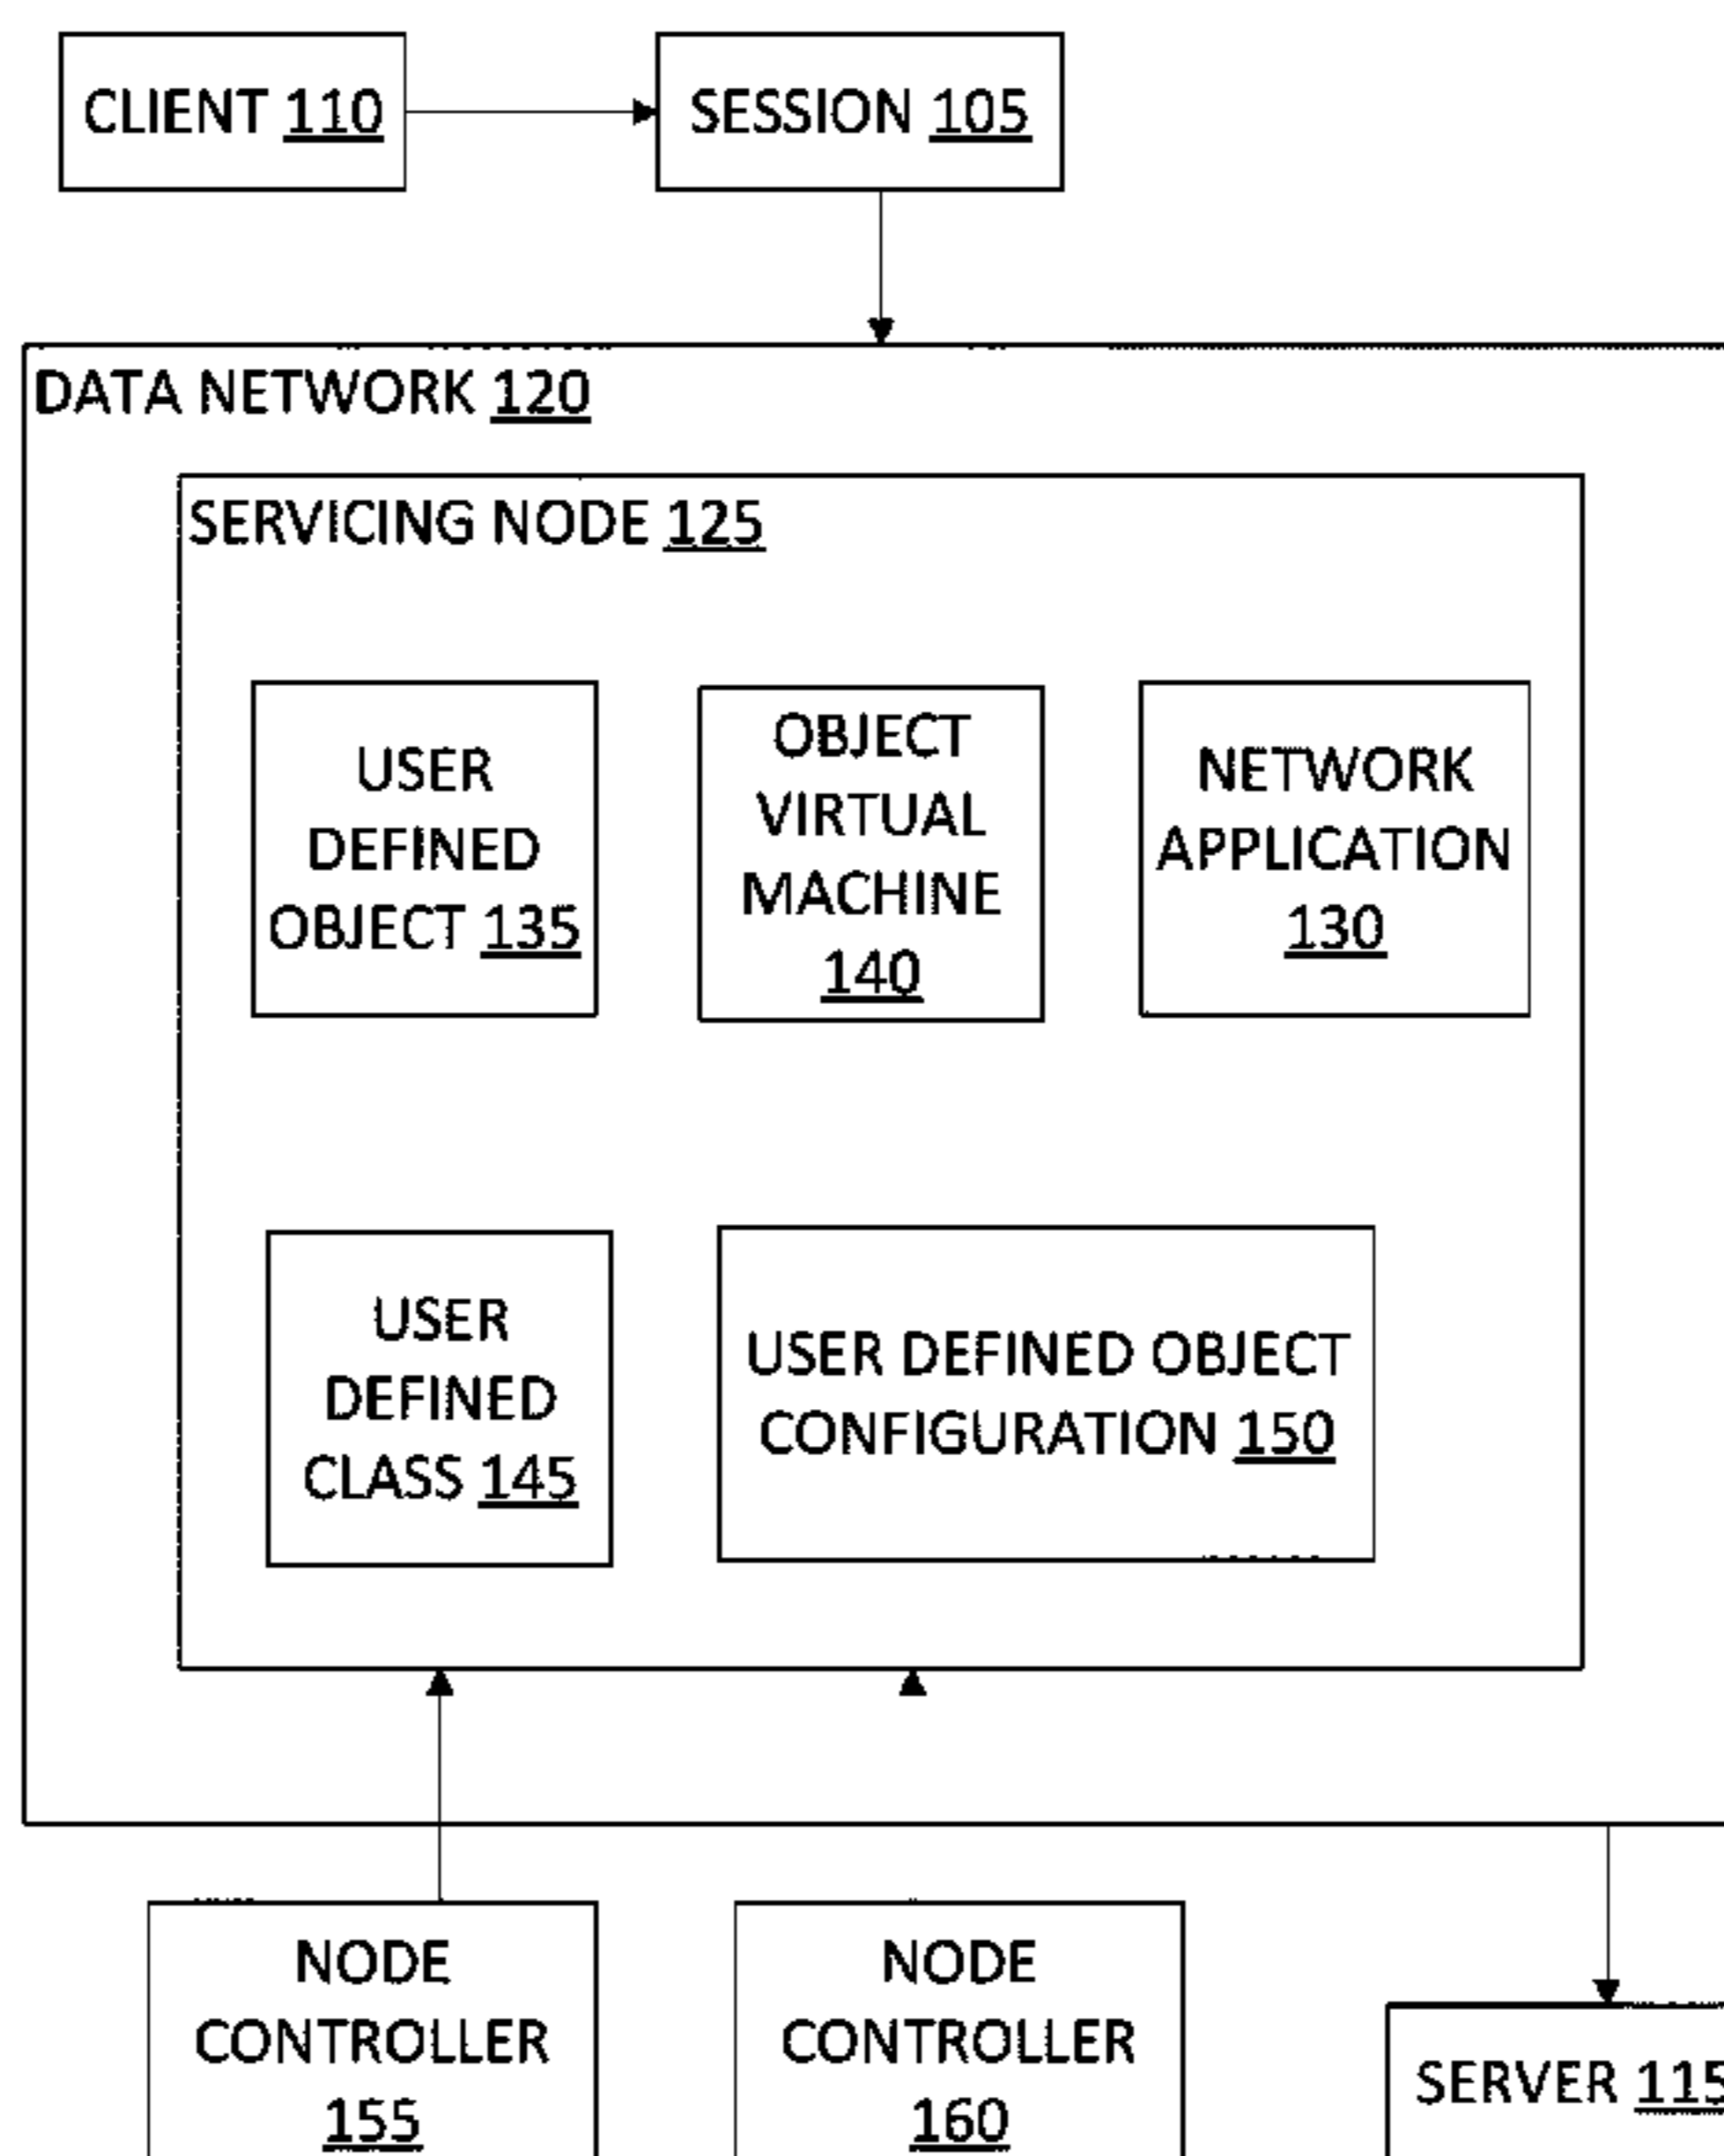 CLIENT 110
SESSION 105
DATA NETWORK 120
SERVICING NODE 125
USER
DEFINED
OBJECT 135
OBJECT
VIRTUAL
MACHINE
140
NETWORK
APPLICATION
130
USER
DEFINED
CLASS 145
USER DEFINED OBJECT
CONFIGURATION 150
NODE
CONTROLLER
155
NODE
CONTROLLER
160
SERVER 115